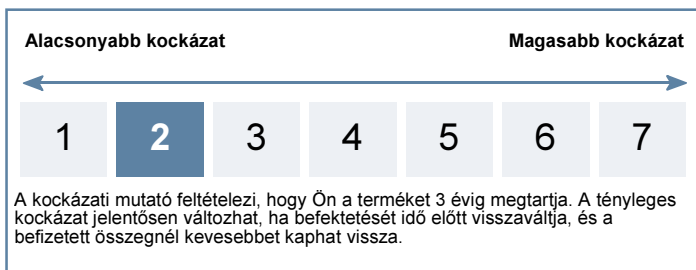 Alacsonyabb kockázat Magasabb kockázat
1 2 3 4 5 6 7
A kockázati mutató feltételezi, hogy Ön a terméket 3 évig megtartja. A tényleges
kockázat jelentősen változhat, ha befektetését idő előtt visszaváltja, és a
befizetett összegnél kevesebbet kaphat vissza.